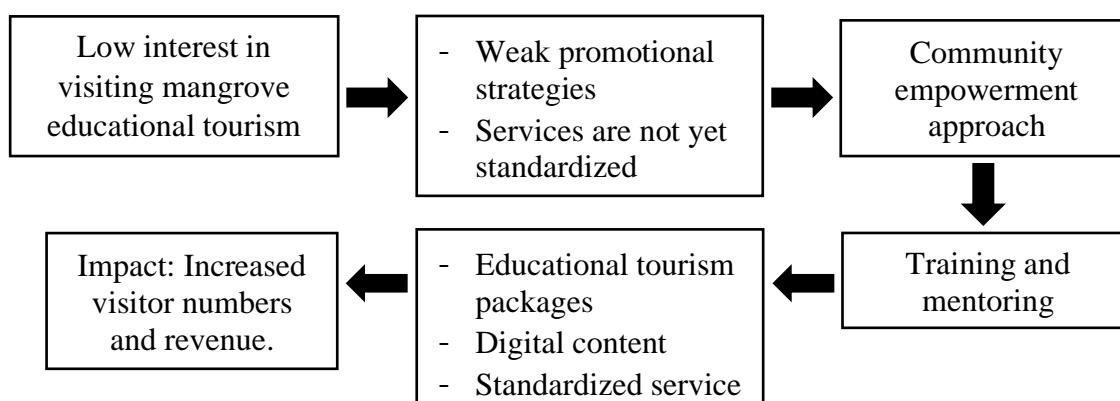 Low interest in
visiting mangrove
educational tourism
- Weak promotional
strategies
- Services are not yet
standardized
Community
empowerment
approach
Training and
mentoring
- Educational tourism
packages
- Digital content
- Standardized service
Impact: Increased
visitor numbers
and revenue.